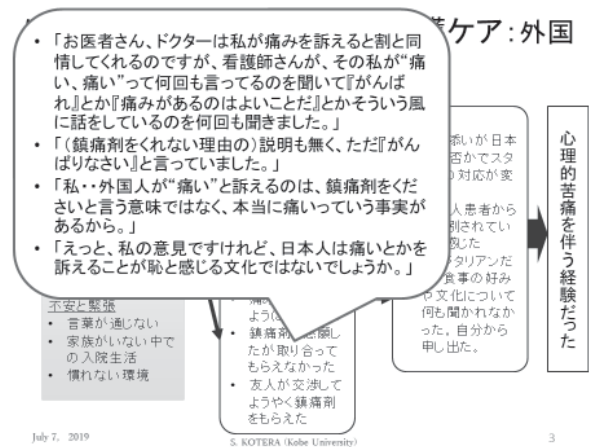 ケア：外国
• 「お医者さん、ドクターは私が痛みを訴えると割と同
情してくれるのですが、看護師さんが、その私が“痛
い、痛い”って何回も言ってるのを聞いて『がんば
れ』とか『痛みがあるのはよいことだ』とかそういう風
に話をしているのを何回も聞きました。」
• 「（鎮痛剤をくれない理由の）説明も無く、ただ『がん
ばりなさい』と言っていました。」
• 「私・・外国人が“痛い”と訴えるのは、鎮痛剤をくだ
さいと言う意味ではなく、本当に痛いっていう事実が
あるから。」
• 「えっと、私の意見ですけれど、日本人は痛いとかを
訴えることが恥と感じる文化ではないでしょうか。」
不安と緊張
• 言葉が通じない
• 家族がいない中で
の入院生活
• 慣れない環境
よう
• 鎮痛剤 願し
たが取り合って
もらえなかった
• 友人が交渉して
ようやく鎮痛剤
をもらえた
添いが日本
否かでスタ
対応が変
人患者から
別されてい
感じた
タリアンだ
食事の好み
や文化について
何も聞かれなか
った。自分から
申し出た。
心理的苦痛を伴う経験だった
July 7, 2019
S. KOTERA (Kobe University)
3